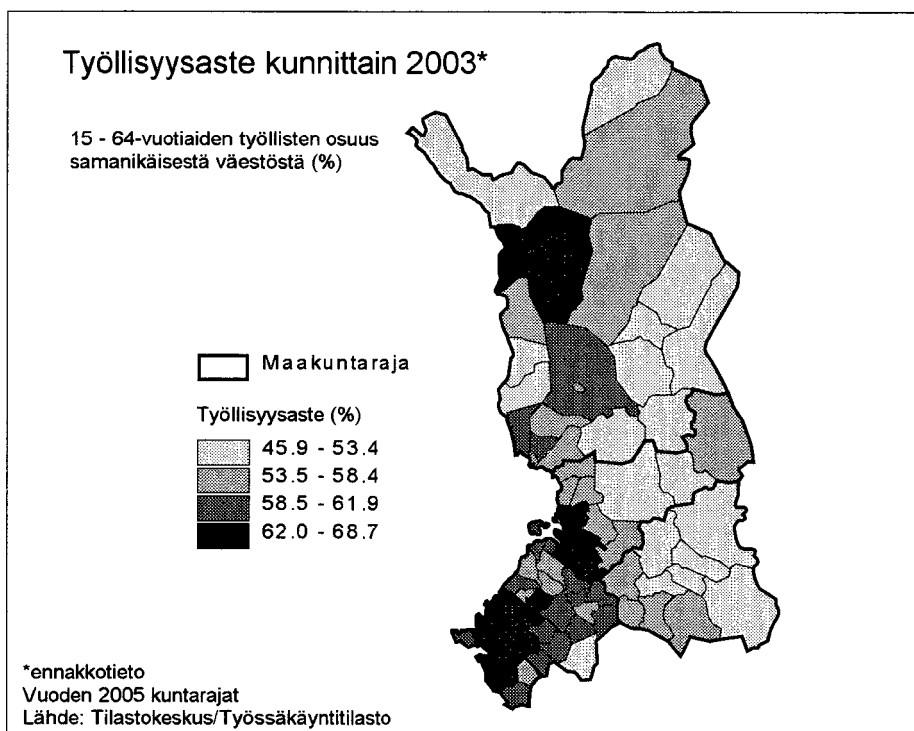 Työllisyysaste kunnittain 2003*
15 - 64-vuotiaiden työllisten osuus
samanikäisestä väestöstä (%)
Maakuntaraja
Työllisyysaste (%)
45.9 - 53.4
53.5 - 58.4
58.5 - 61.9
62.0 - 68.7
*ennakkotieto
Vuoden 2005 kuntarajat
Lähde: Tilastokeskus/Työssäkäyntitilasto